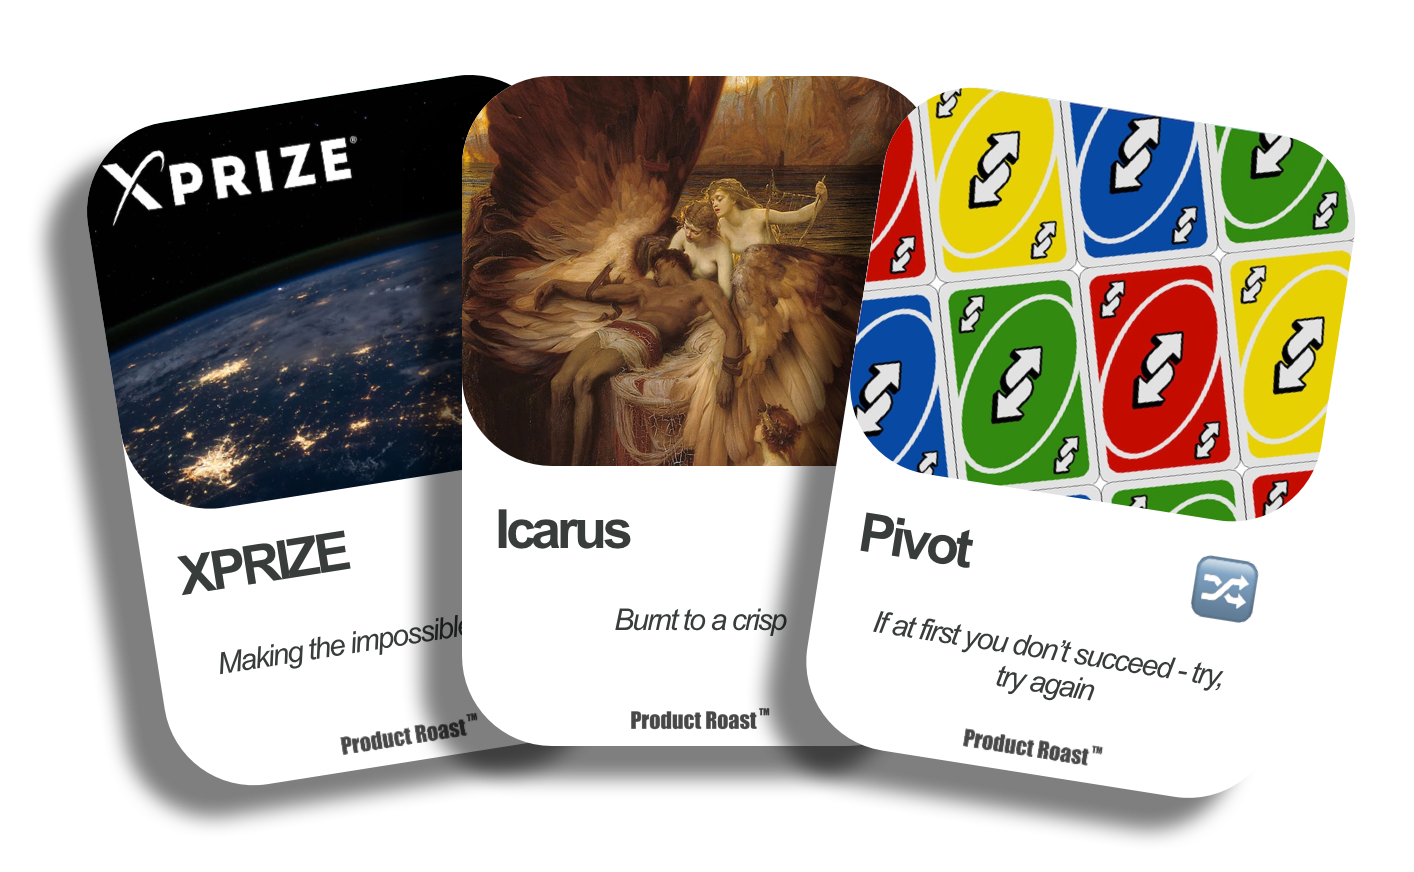 XPRIZE®
XPRIZE
Making the impossible
Product Roast™
Icarus
Burnt to a crisp
Product Roast™
Pivot
If at first you don't succeed - try,
try again
Product Roast™